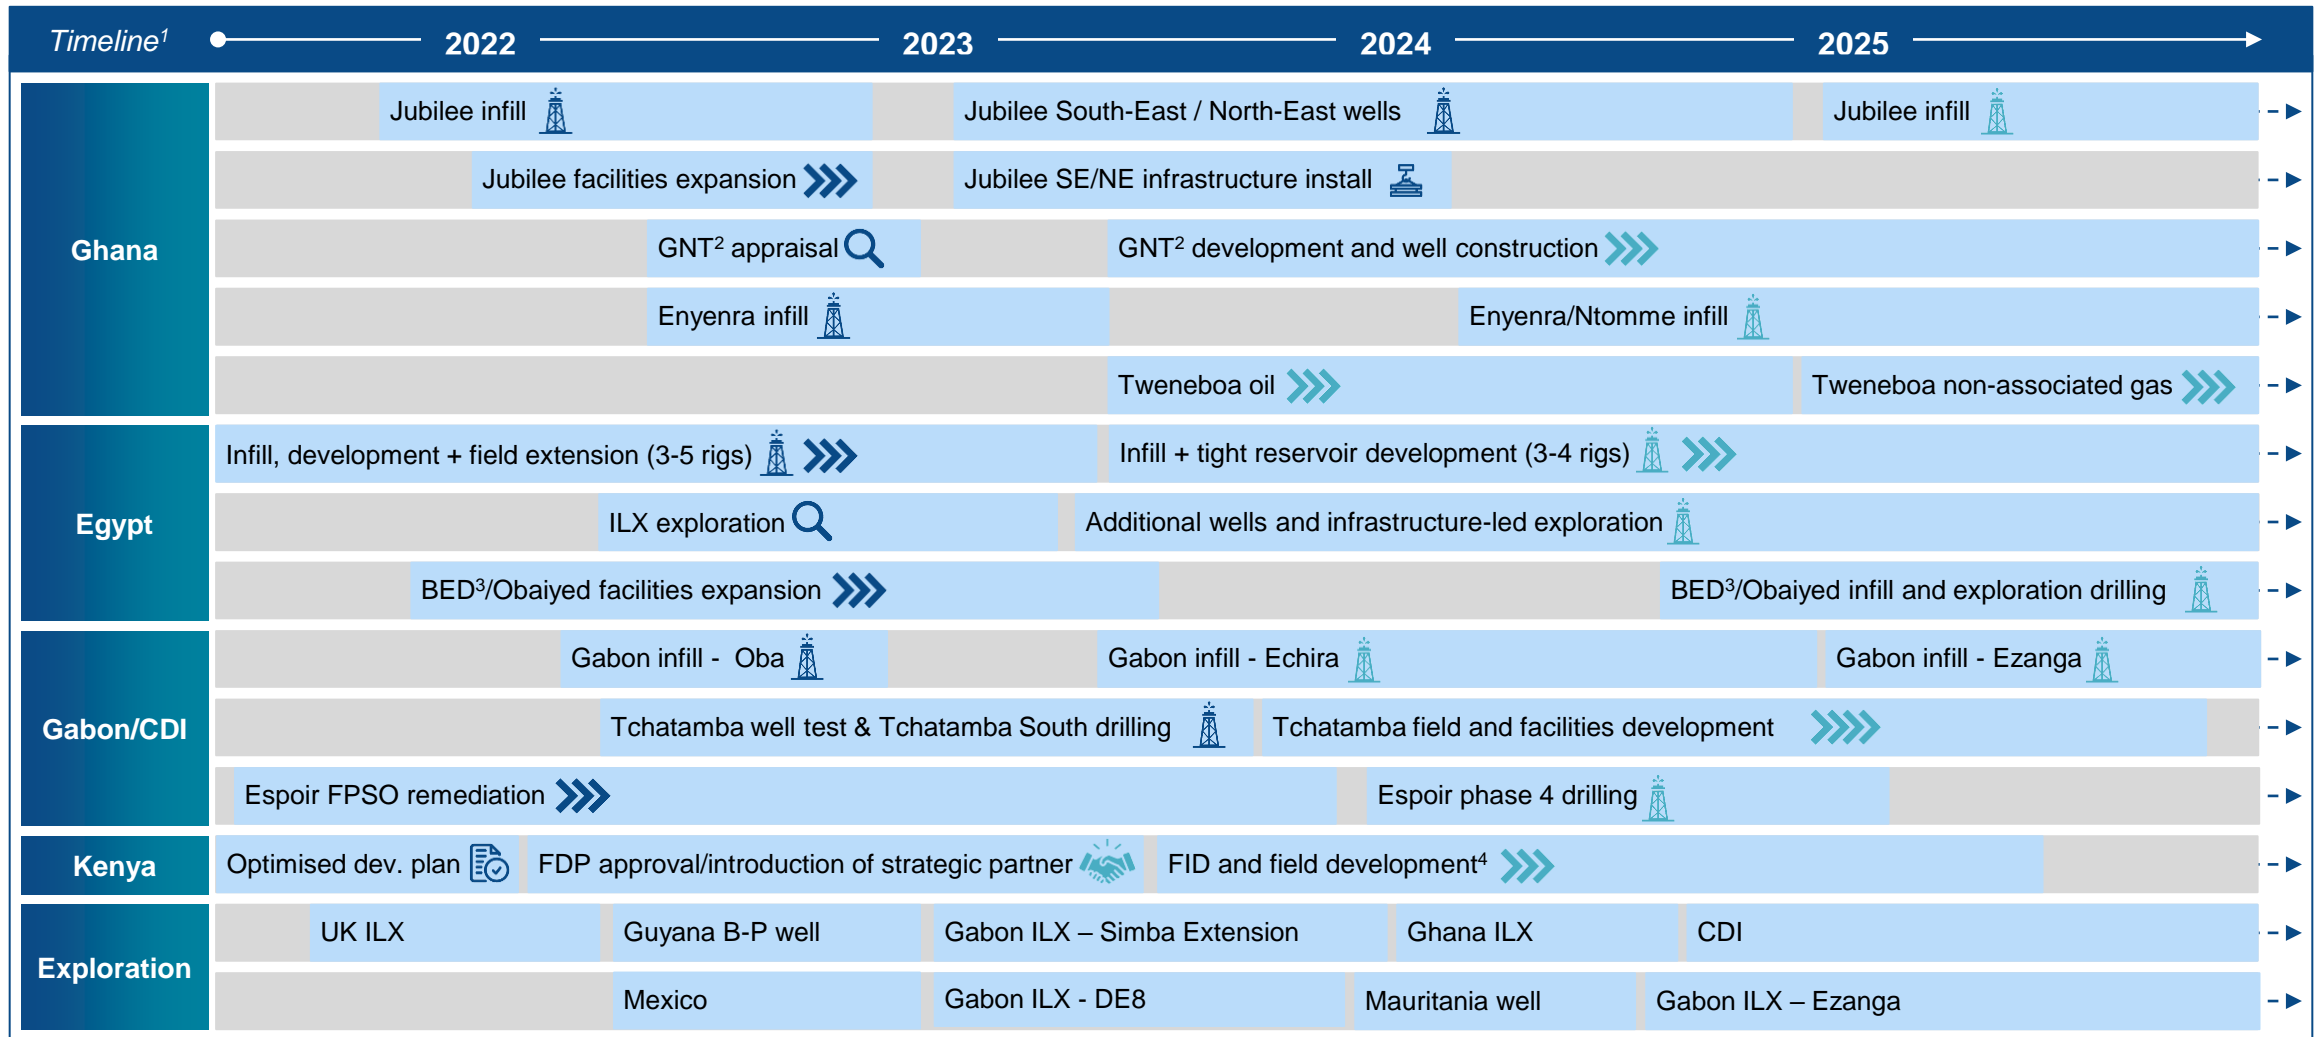 Timeline¹ 2022 2023 2024 2025
Ghana
Jubilee infill Jubilee South-East / North-East wells Jubilee infill
Jubilee facilities expansion Jubilee SE/NE infrastructure install
GNT² appraisal GNT² development and well construction
Enyenra infill Enyenra/Ntomme infill
Tweneboa oil Tweneboa non-associated gas
Egypt
Infill, development + field extension (3-5 rigs) Infill + tight reservoir development (3-4 rigs)
ILX exploration Additional wells and infrastructure-led exploration
BED³/Obaiyed facilities expansion BED³/Obaiyed infill and exploration drilling
Gabon/CDI
Gabon infill - Oba Gabon infill - Echira Gabon infill - Ezanga
Tchatamba well test & Tchatamba South drilling Tchatamba field and facilities development
Espoir FPSO remediation Espoir phase 4 drilling
Kenya
Optimised dev. plan FDP approval/introduction of strategic partner FID and field development⁴
Exploration
UK ILX Guyana B-P well Gabon ILX – Simba Extension Ghana ILX CDI
Mexico Gabon ILX - DE8 Mauritania well Gabon ILX – Ezanga